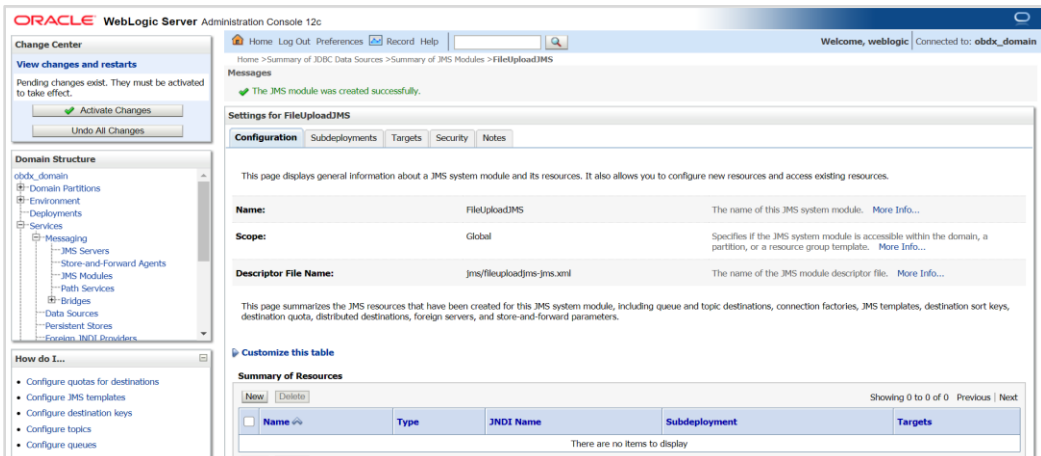 ORACLE WebLogic Server Administration Console 12c
Change Center
View changes and restarts
Pending changes exist. They must be activated
to take effect.
Activate Changes
Undo All Changes
Domain Structure
obdx_domain
Domain Partitions
Environment
Deployments
Services
Messaging
JMS Servers
Store-and-Forward Agents
JMS Modules
Path Services
Bridges
Data Sources
Persistent Stores
Foreign JNDI Providers
How do I...
Configure quotas for destinations
Configure JMS templates
Configure destination keys
Configure topics
Configure queues
Home Log Out Preferences Record Help
Welcome, weblogic Connected to: obdx_domain
Home >Summary of JDBC Data Sources >Summary of JMS Modules >FileUploadJMS
Messages
The JMS module was created successfully.
Settings for FileUploadJMS
Configuration Subdeployments Targets Security Notes
This page displays general information about a JMS system module and its resources. It also allows you to configure new resources and access existing resources.
Name: FileUploadJMS The name of this JMS system module. More Info...
Scope: Global Specifies if the JMS system module is accessible within the domain, a
partition, or a resource group template. More Info...
Descriptor File Name: jms/fileuploadjms-jms.xml The name of the JMS module descriptor file. More Info...
This page summarizes the JMS resources that have been created for this JMS system module, including queue and topic destinations, connection factories, JMS templates, destination sort keys,
destination quota, distributed destinations, foreign servers, and store-and-forward parameters.
Customize this table
Summary of Resources
New Delete Showing 0 to 0 of 0 Previous | Next
Name Type JNDI Name Subdeployment Targets
There are no items to display